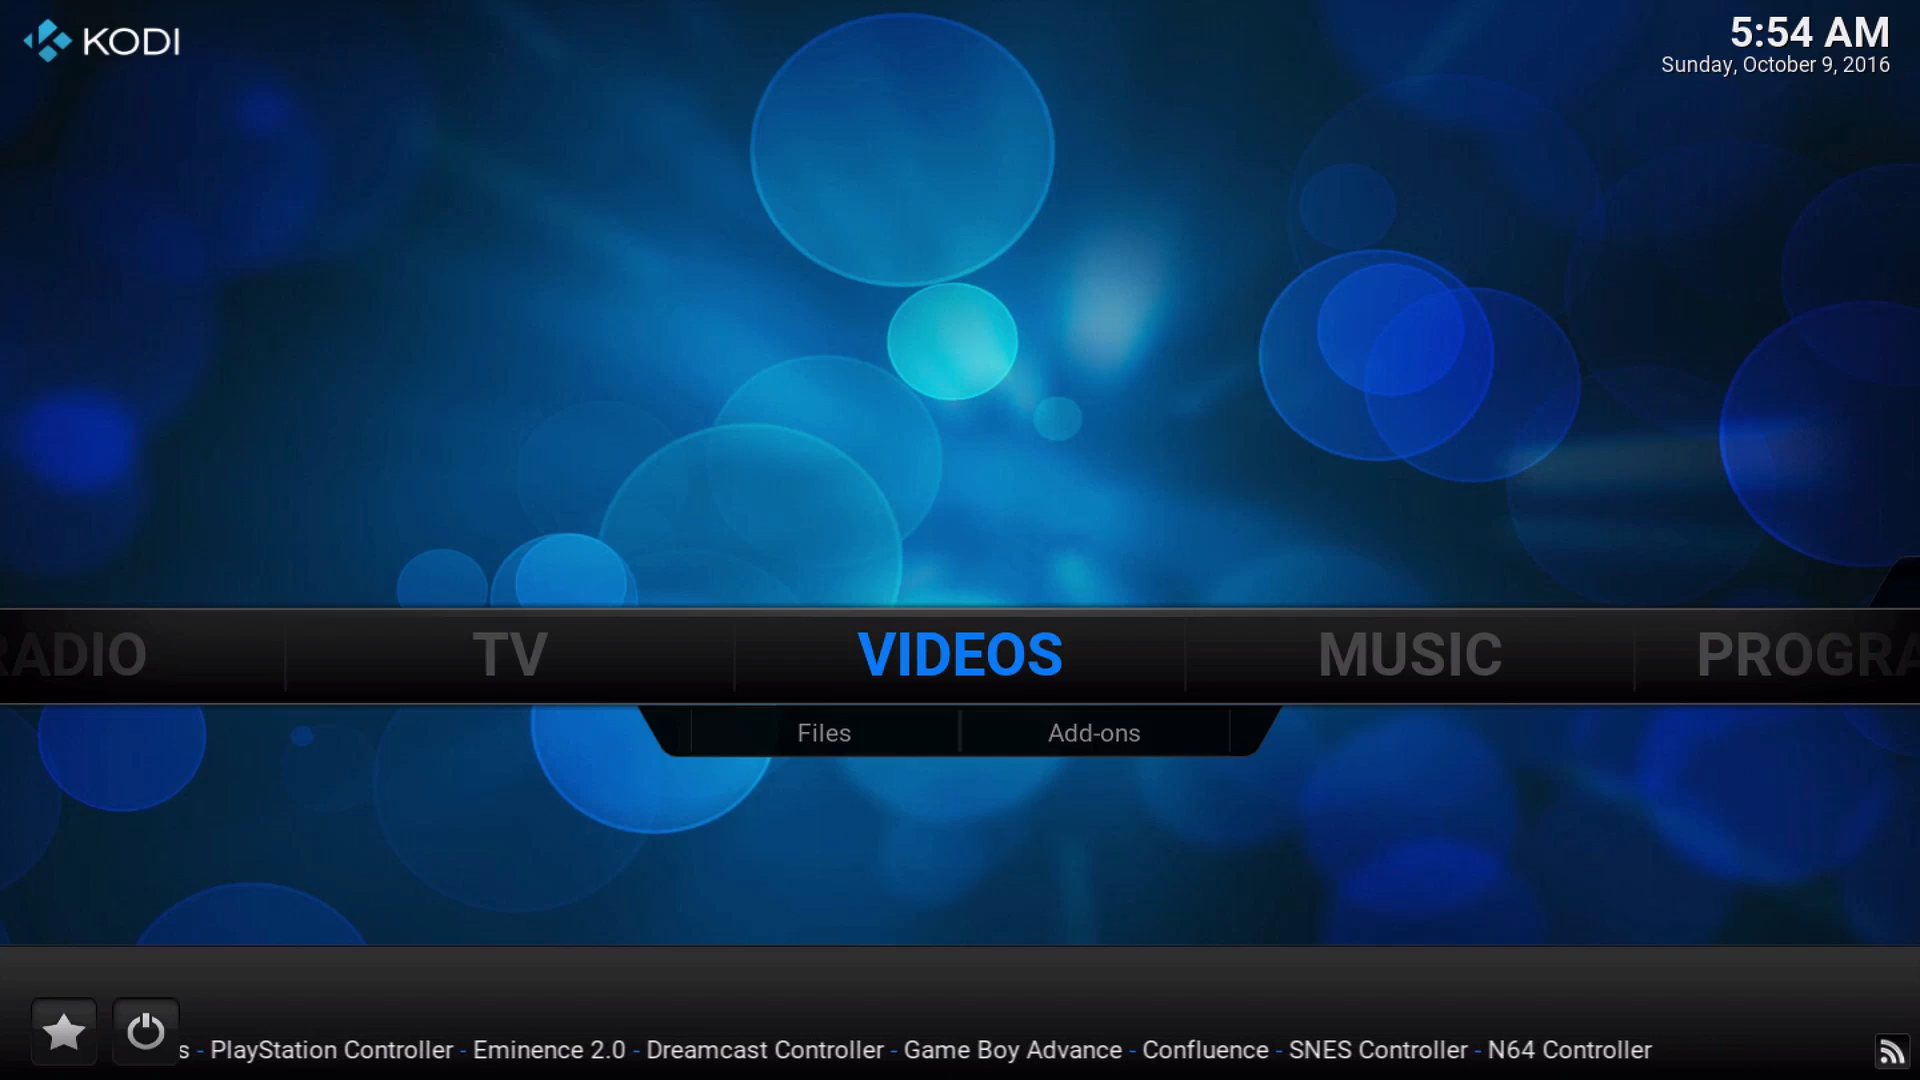 KODI
5:54 AM
Sunday, October 9, 2016
RADIO TV VIDEOS MUSIC PROGRA
Files Add-ons
s - PlayStation Controller - Eminence 2.0 - Dreamcast Controller - Game Boy Advance - Confluence - SNES Controller - N64 Controller